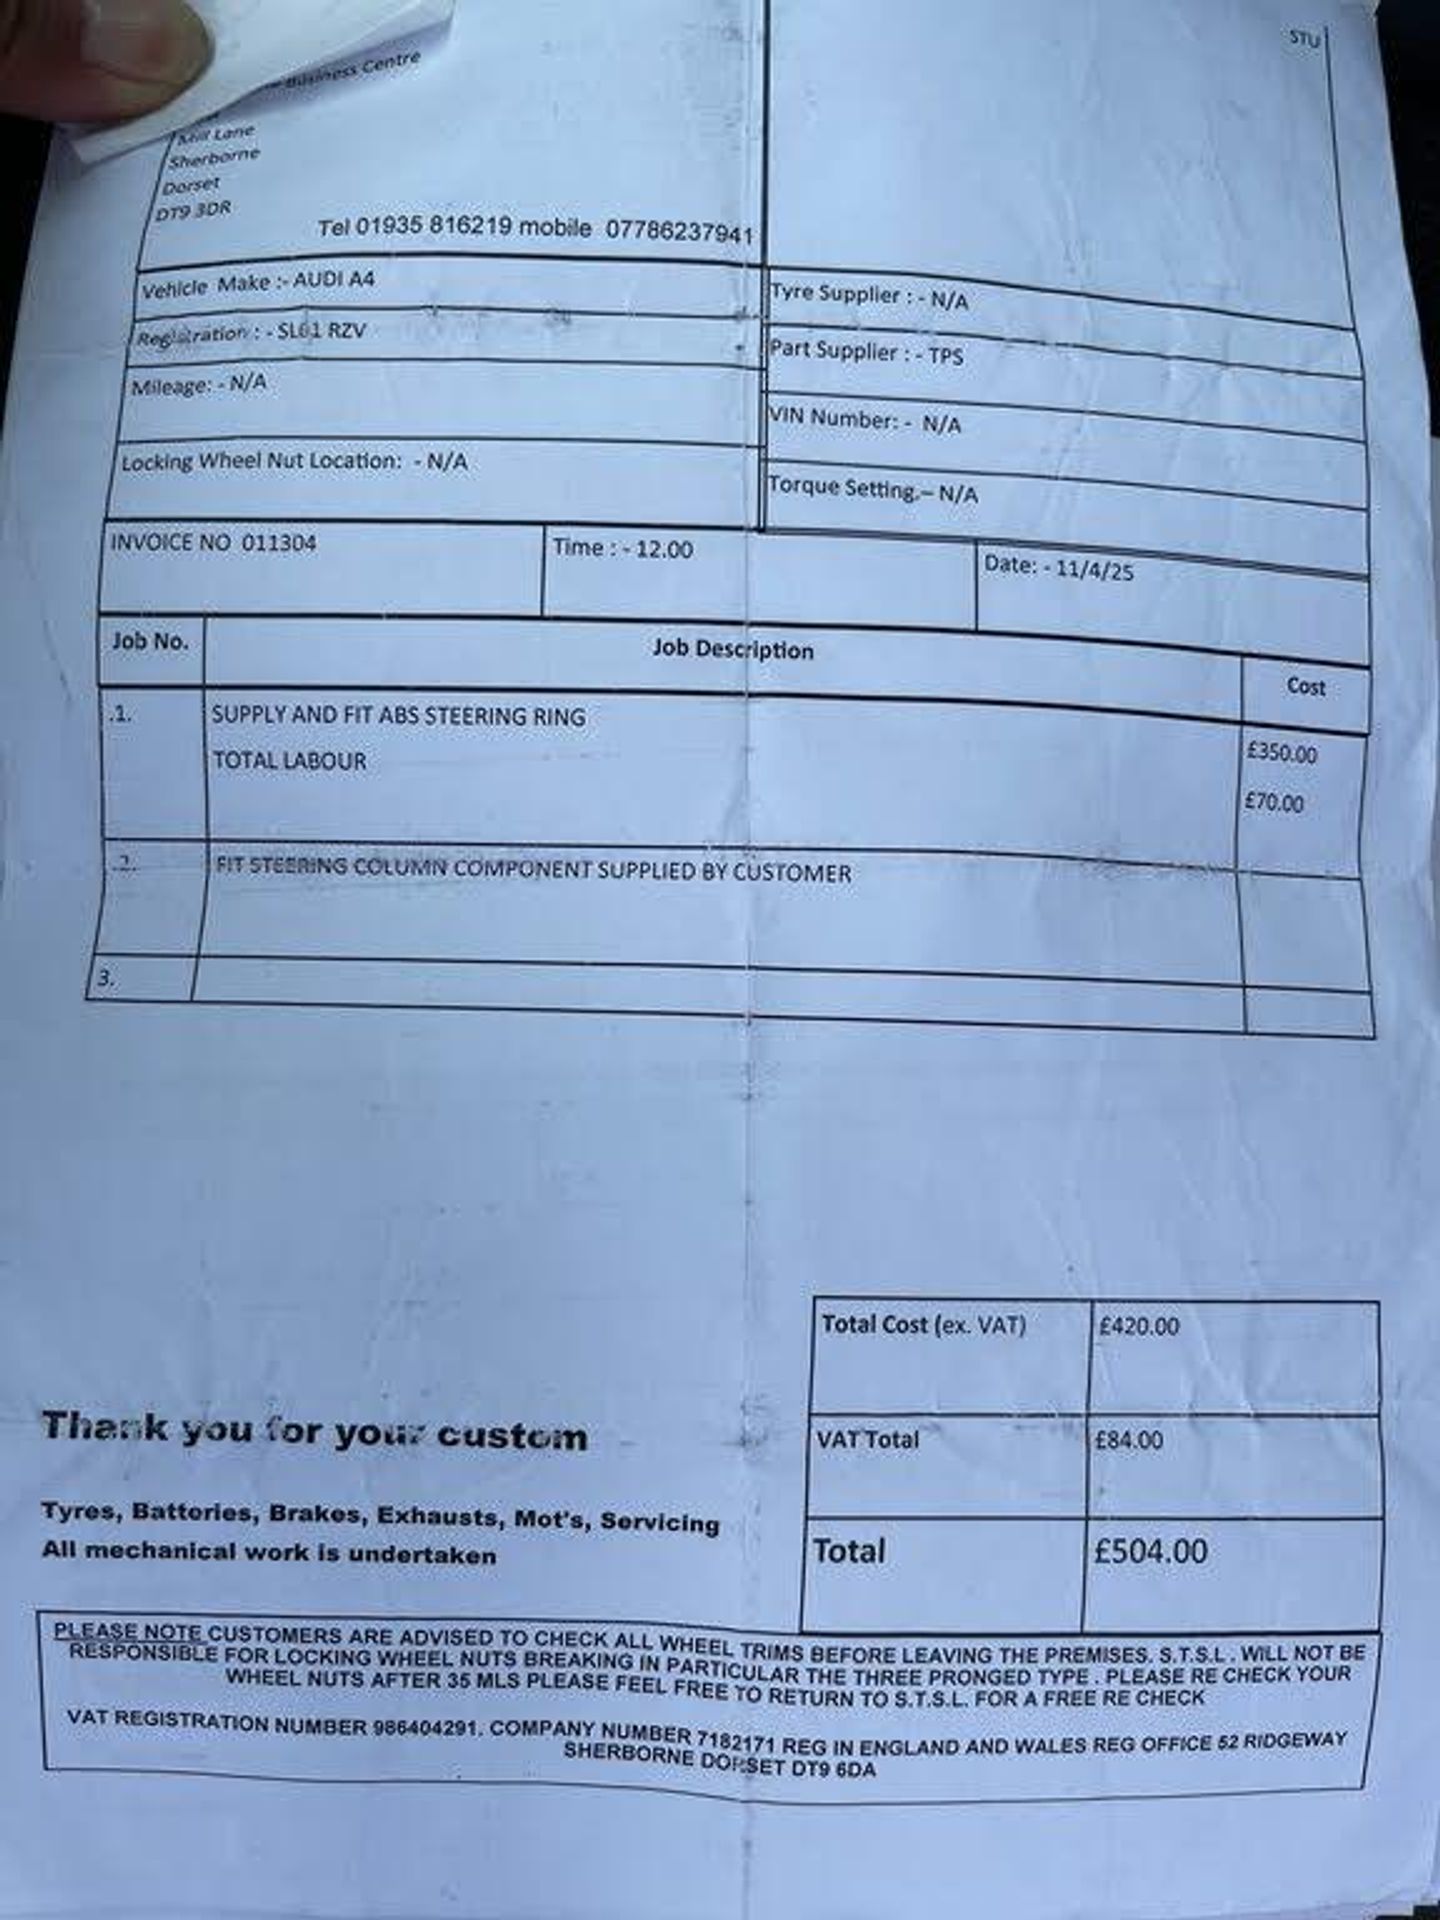 STU
Business Centre
Mill Lane
Sherborne
Dorset
DT9 3DR
Tel 01935 816219 mobile 07786237941
Vehicle Make :- AUDI A4
Tyre Supplier : - N/A
Registration : - SL61 RZV
Part Supplier : - TPS
Mileage: - N/A
VIN Number: - N/A
Locking Wheel Nut Location: - N/A
Torque Setting.– N/A
INVOICE NO 011304
Time : - 12.00
Date: - 11/4/25
Job No.
Job Description
Cost
.1.
SUPPLY AND FIT ABS STEERING RING
£350.00
TOTAL LABOUR
£70.00
.2.
FIT STEERING COLUMN COMPONENT SUPPLIED BY CUSTOMER
3.
Total Cost (ex. VAT)
£420.00
VAT Total
£84.00
Total
£504.00
Thank you for your custom
Tyres, Batteries, Brakes, Exhausts, Mot's, Servicing
All mechanical work is undertaken
PLEASE NOTE CUSTOMERS ARE ADVISED TO CHECK ALL WHEEL TRIMS BEFORE LEAVING THE PREMISES. S.T.S.L. WILL NOT BE
RESPONSIBLE FOR LOCKING WHEEL NUTS BREAKING IN PARTICULAR THE THREE PRONGED TYPE . PLEASE RE CHECK YOUR
WHEEL NUTS AFTER 35 MLS PLEASE FEEL FREE TO RETURN TO S.T.S.L. FOR A FREE RE CHECK
VAT REGISTRATION NUMBER 986404291. COMPANY NUMBER 7182171 REG IN ENGLAND AND WALES REG OFFICE 52 RIDGEWAY
SHERBORNE DORSET DT9 6DA